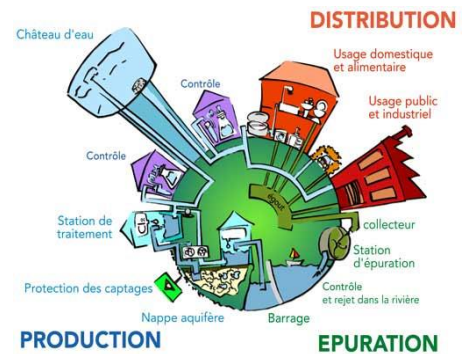 DISTRIBUTION
Château d'eau
Usage domestique
et alimentaire
Contrôle
Usage public
et industriel
Contrôle
égout
Station de
traitement
collecteur
Station
d'épuration
Protection des captages
Contrôle
et rejet dans la rivière
Nappe aquifère
Barrage
PRODUCTION
EPURATION